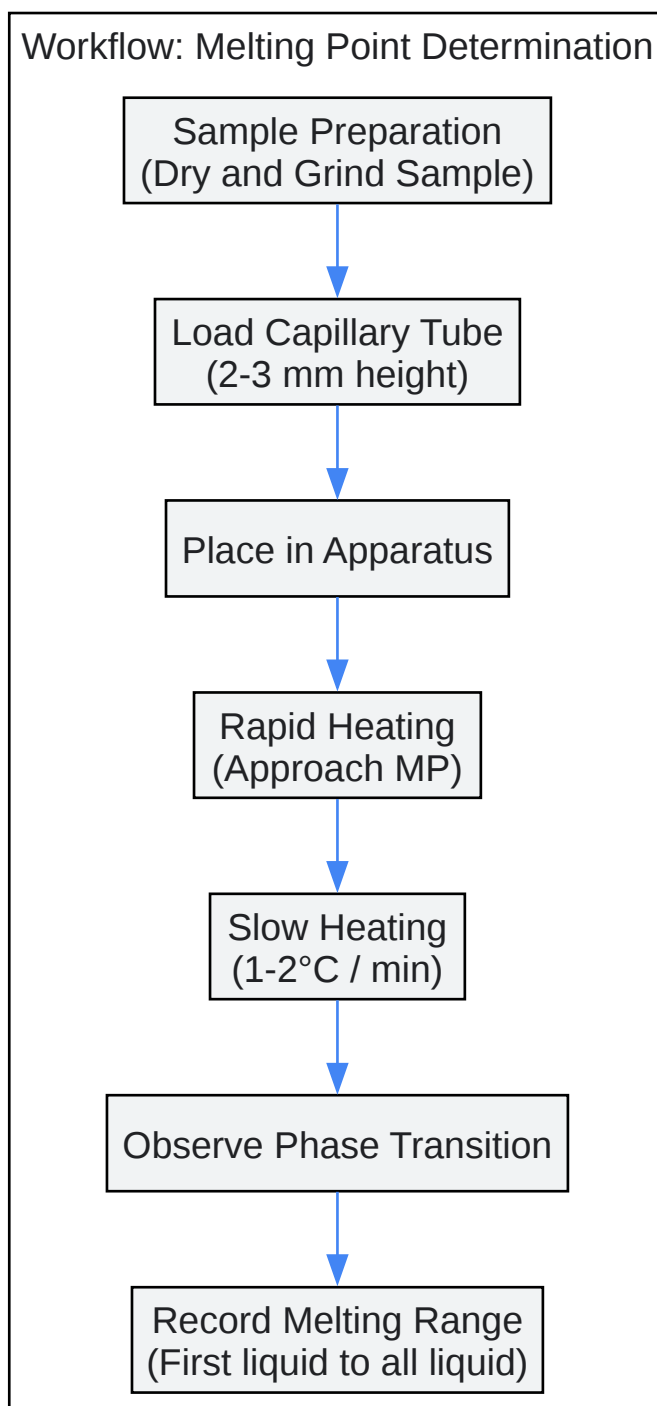 Workflow: Melting Point Determination
Sample Preparation
(Dry and Grind Sample)
Load Capillary Tube
(2-3 mm height)
Place in Apparatus
Rapid Heating
(Approach MP)
Slow Heating
(1-2°C / min)
Observe Phase Transition
Record Melting Range
(First liquid to all liquid)